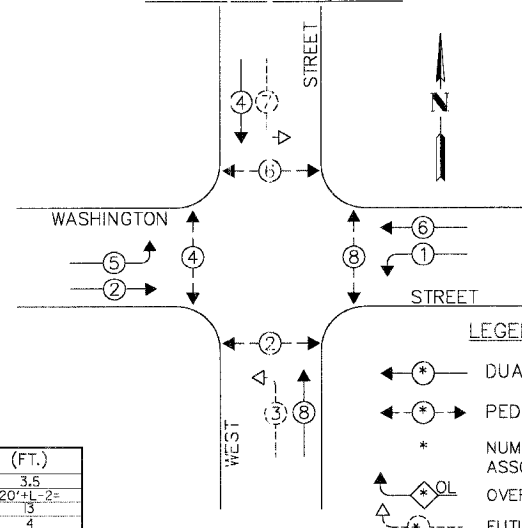 STREET
N
4 7
6
WASHINGTON
6
5
4
8
1
2
STREET
2
LEGE
* DUA
3 8
* PED
WEST
* NUM
ASSO
(FT.)
3.5
20'+L-2=
13
4
* OL OVER
* FUTU